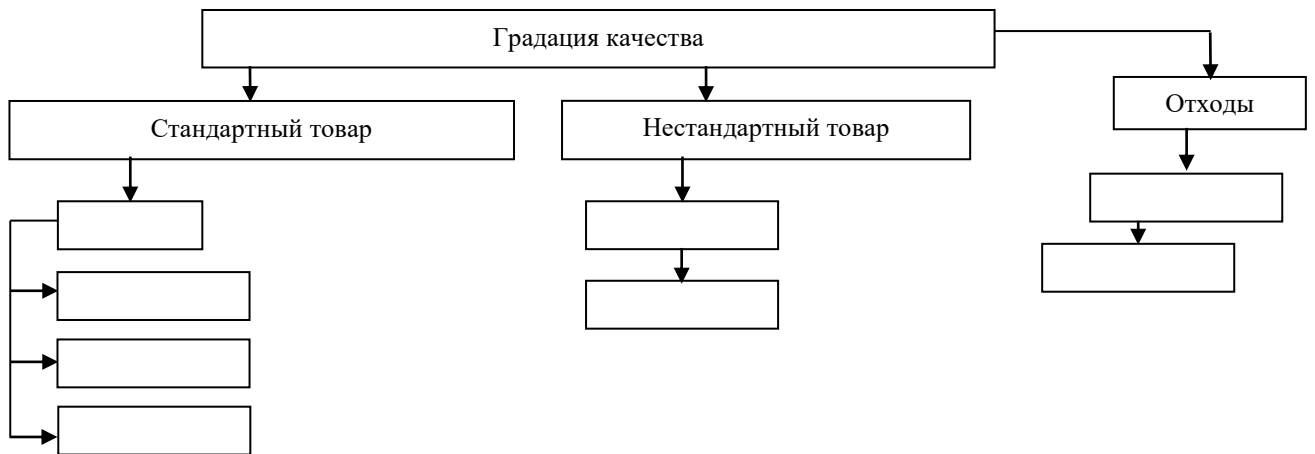 Градация качества
Стандартный товар
Нестандартный товар
Отходы